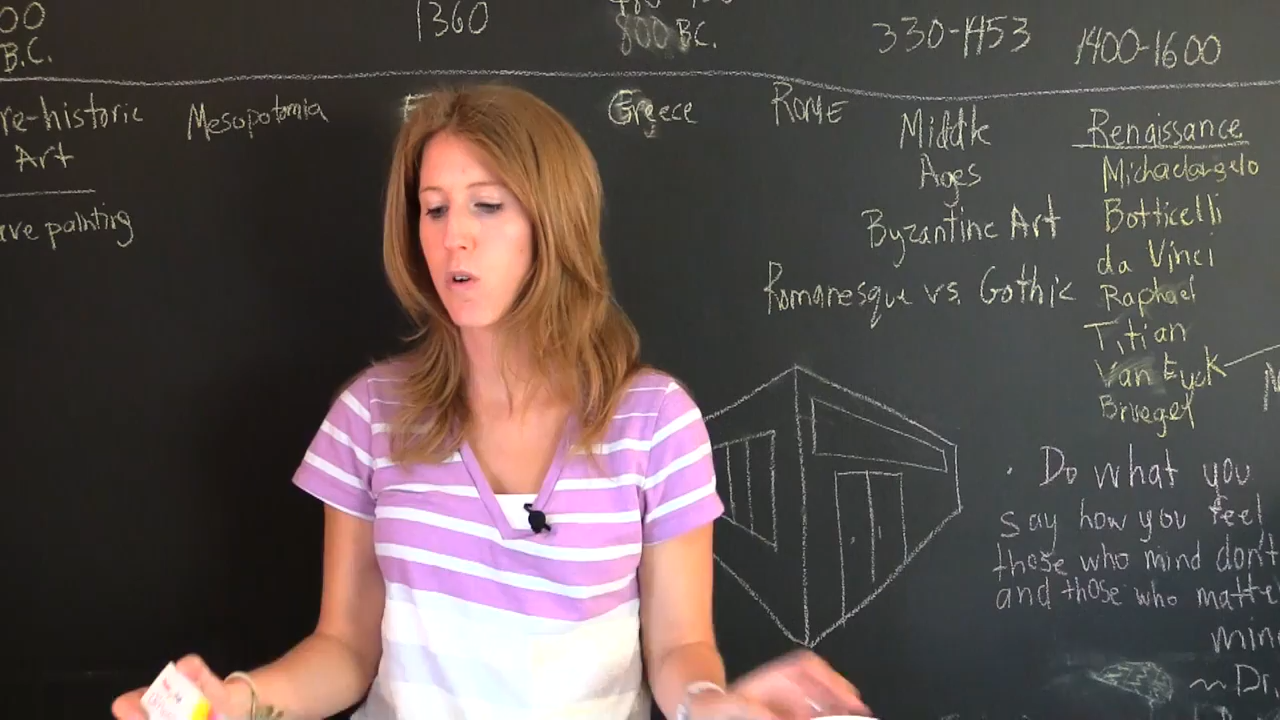 00
B.C.
1360
800 B.C.
330-1453
1400-1600
re-historic
Art
ave painting
Mesopotomia
Greece
ROME
Middle
Ages
Byzantine Art
Romanesque vs. Gothic
Renaissance
Michaelangelo
Botticelli
da Vinci
Raphael
Titian
Van Eyck
Bruegel
· Do what you
say how you feel
those who mind don't
and those who matte
min
~ Dr.